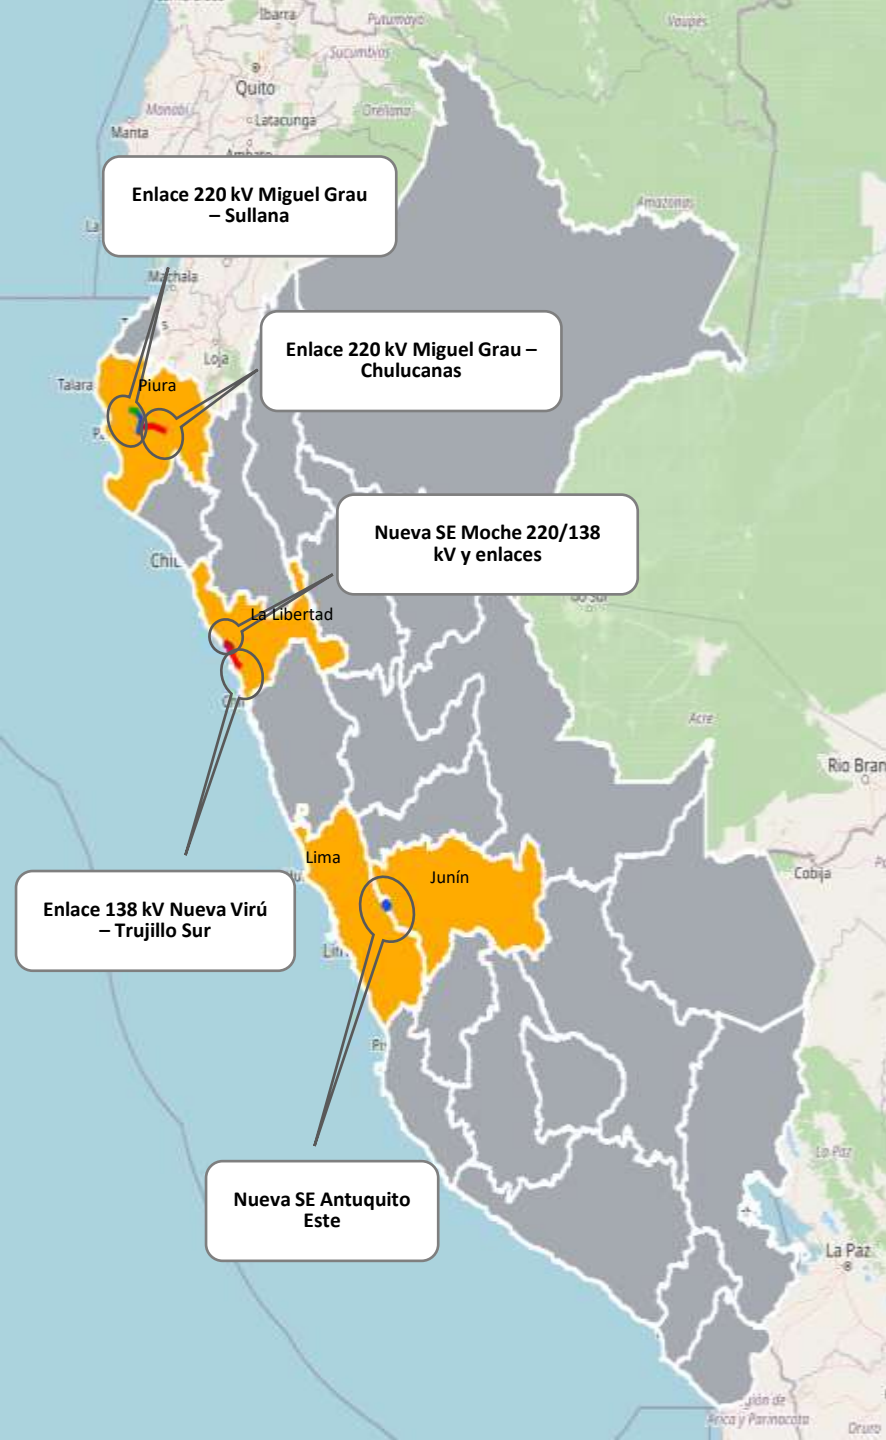 Ibarra
Putumayo
Vaupés
Sucumbíos
Quito
Manabí
Orellana
Latacunga
Manta
Ambato
Enlace 220 kV Miguel Grau
– Sullana
Amazonas
Machala
Enlace 220 kV Miguel Grau –
Chulucanas
Loja
Talara
Piura
Nueva SE Moche 220/138
kV y enlaces
La Libertad
Acre
Rio Bran
Lima
Junín
Cobija
Enlace 138 kV Nueva Virú
– Trujillo Sur
Nueva SE Antuquito
Este
La Paz
La Paz
Arica y Parinacota
Oruro